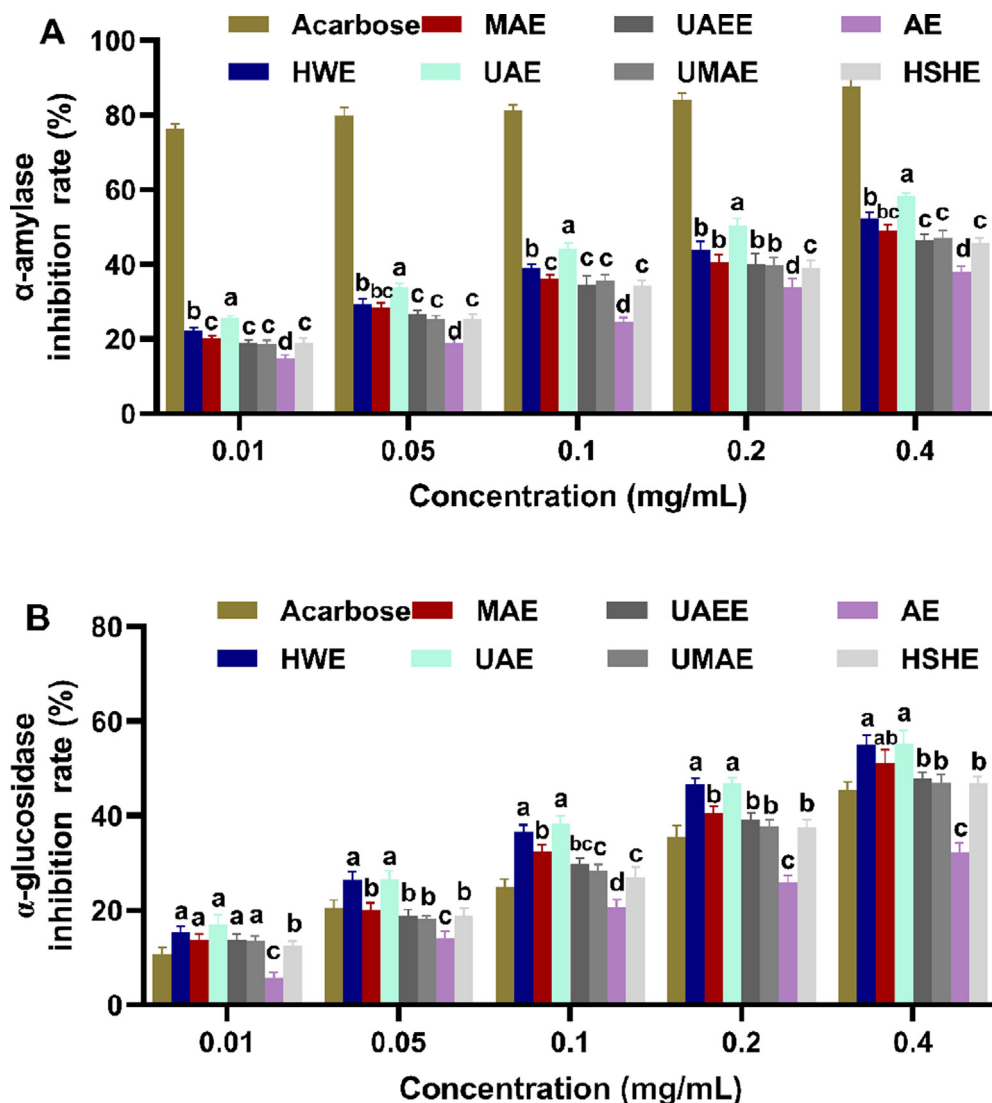 A
Acarbose MAE UAEE AE
HWE UAE UMAE HSHE
α-amylase
inhibition rate (%)
100
80
60
40
20
0
b c a c c d c
b bc a c c d c
b c a c c d c
b b a b b d c
b bc a c c d c
0.01 0.05 0.1 0.2 0.4
Concentration (mg/mL)
B
Acarbose MAE UAEE AE
HWE UAE UMAE HSHE
α-glucosidase
inhibition rate (%)
80
60
40
20
0
a a a a a c b
a b a b b c b
a b a bc c d c
a b a b b c b
a ab a b b c b
0.01 0.05 0.1 0.2 0.4
Concentration (mg/mL)